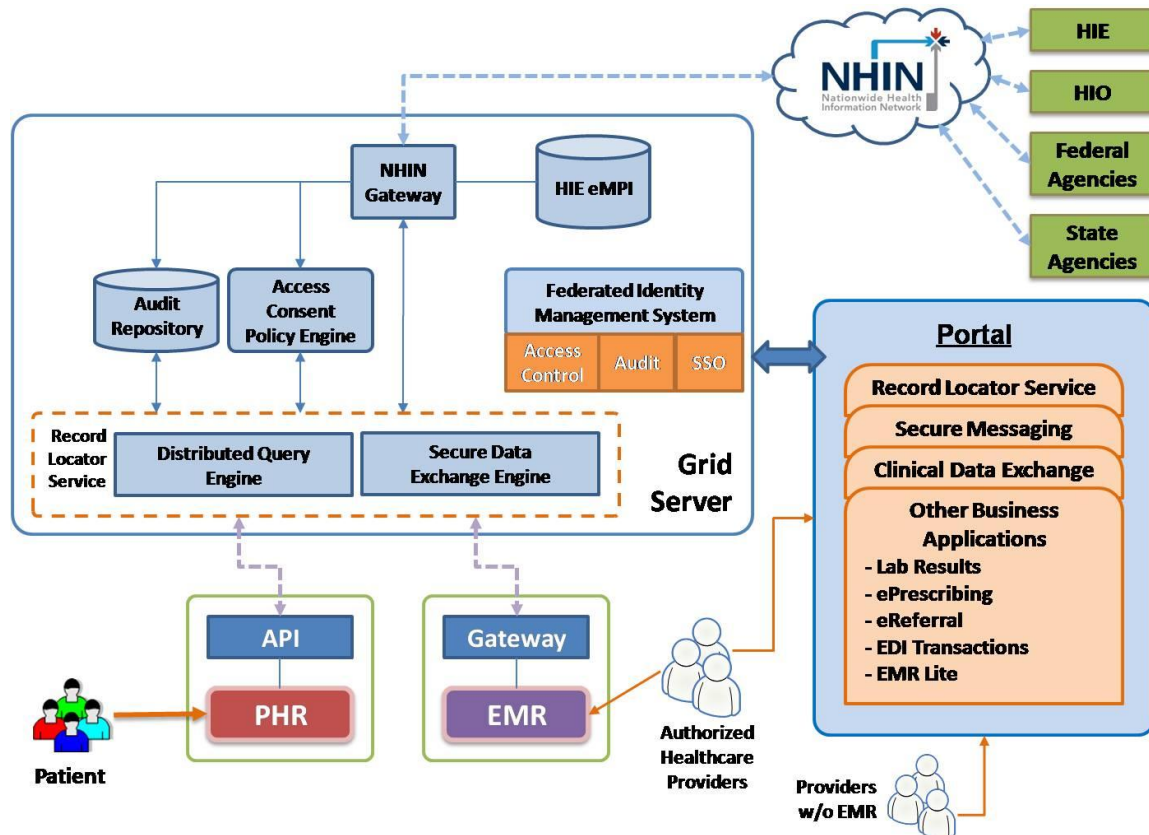 NHIN
Nationwide Health
Information Network
HIE
HIO
Federal
Agencies
State
Agencies
NHIN
Gateway
HIE eMPI
Audit
Repository
Access
Consent
Policy Engine
Federated Identity
Management System
Access
Control
Audit
SSO
Record
Locator
Service
Distributed Query
Engine
Secure Data
Exchange Engine
Grid
Server
Portal
Record Locator Service
Secure Messaging
Clinical Data Exchange
Other Business
Applications
- Lab Results
- ePrescribing
- eReferral
- EDI Transactions
- EMR Lite
API
PHR
Gateway
EMR
Patient
Authorized
Healthcare
Providers
Providers
w/o EMR